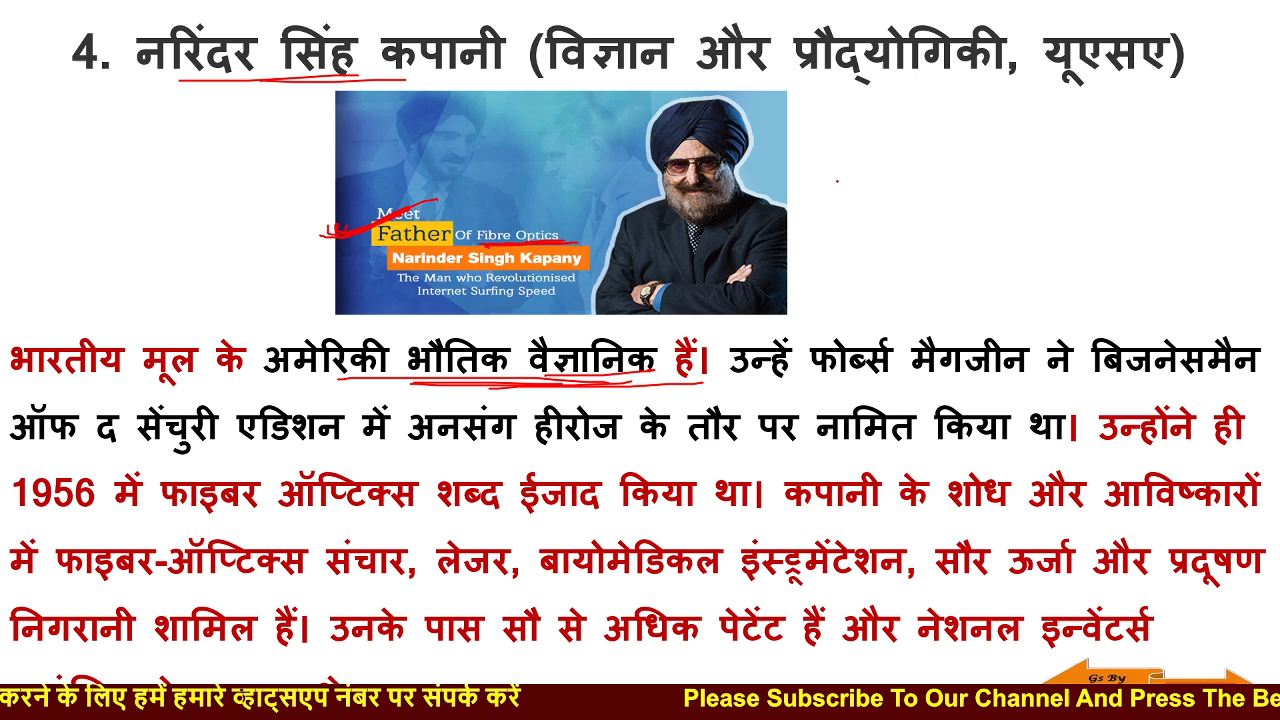 4. नरिंदर सिंह कपानी (विज्ञान और प्रौद्योगिकी, यूएसए)
Meet
Father Of Fibre Optics
Narinder Singh Kapany
The Man who Revolutionised
Internet Surfing Speed
भारतीय मूल के अमेरिकी भौतिक वैज्ञानिक हैं। उन्हें फोर्ब्स मैगजीन ने बिजनेसमैन
ऑफ द सेंचुरी एडिशन में अनसंग हीरोज के तौर पर नामित किया था। उन्होंने ही
1956 में फाइबर ऑप्टिक्स शब्द ईजाद किया था। कपानी के शोध और आविष्कारों
में फाइबर-ऑप्टिक्स संचार, लेजर, बायोमेडिकल इंस्ट्रूमेंटेशन, सौर ऊर्जा और प्रदूषण
निगरानी शामिल हैं। उनके पास सौ से अधिक पेटेंट हैं और नेशनल इन्वेंटर्स
Gs By
करने के लिए हमें हमारे व्हाट्सएप नंबर पर संपर्क करें Please Subscribe To Our Channel And Press The Be